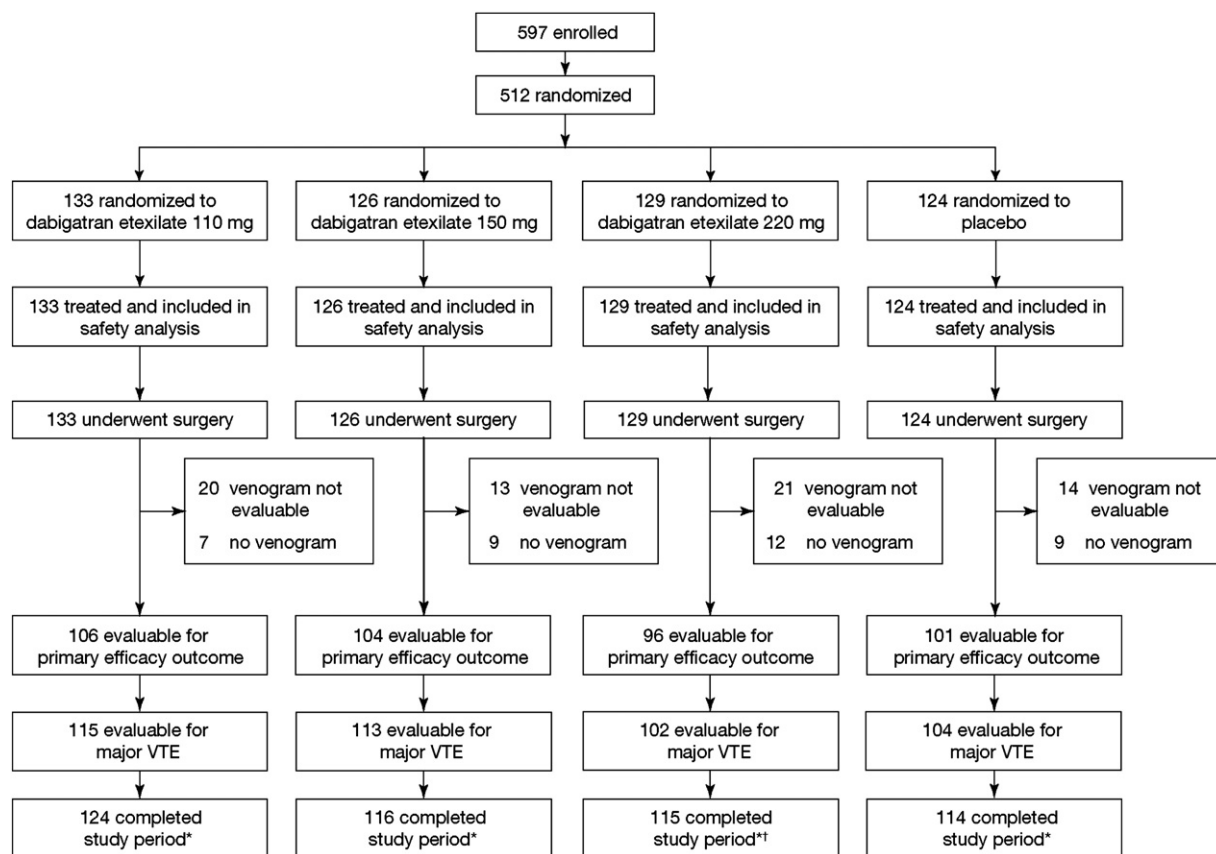 597 enrolled
512 randomized
133 randomized to
dabigatran etexilate 110 mg
126 randomized to
dabigatran etexilate 150 mg
129 randomized to
dabigatran etexilate 220 mg
124 randomized to
placebo
133 treated and included in
safety analysis
126 treated and included in
safety analysis
129 treated and included in
safety analysis
124 treated and included in
safety analysis
133 underwent surgery
126 underwent surgery
129 underwent surgery
124 underwent surgery
20 venogram not
evaluable
7 no venogram
13 venogram not
evaluable
9 no venogram
21 venogram not
evaluable
12 no venogram
14 venogram not
evaluable
9 no venogram
106 evaluable for
primary efficacy outcome
104 evaluable for
primary efficacy outcome
96 evaluable for
primary efficacy outcome
101 evaluable for
primary efficacy outcome
115 evaluable for
major VTE
113 evaluable for
major VTE
102 evaluable for
major VTE
104 evaluable for
major VTE
124 completed
study period*
116 completed
study period*
115 completed
study period*†
114 completed
study period*